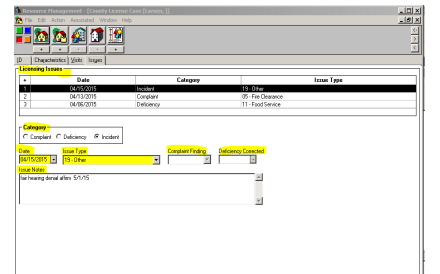 Resource Management - [County License Case [Lacson, ]]
File Edit Action Associated Window Help
+ + - - +
ID Characteristics Visits Issues
Licensing Issues
+ Date Category Issue Type
1 04/15/2015 Incident 19 - Other
2 04/13/2015 Complaint 05 - Fire Clearance
3 04/06/2015 Deficiency 11 - Food Service
Category
Complaint Deficiency Incident
Date Issue Type Complaint Finding Deficiency Corrected
04/15/2015 19 - Other
Issue Notes
fair hearing denial affirm 5/1/15